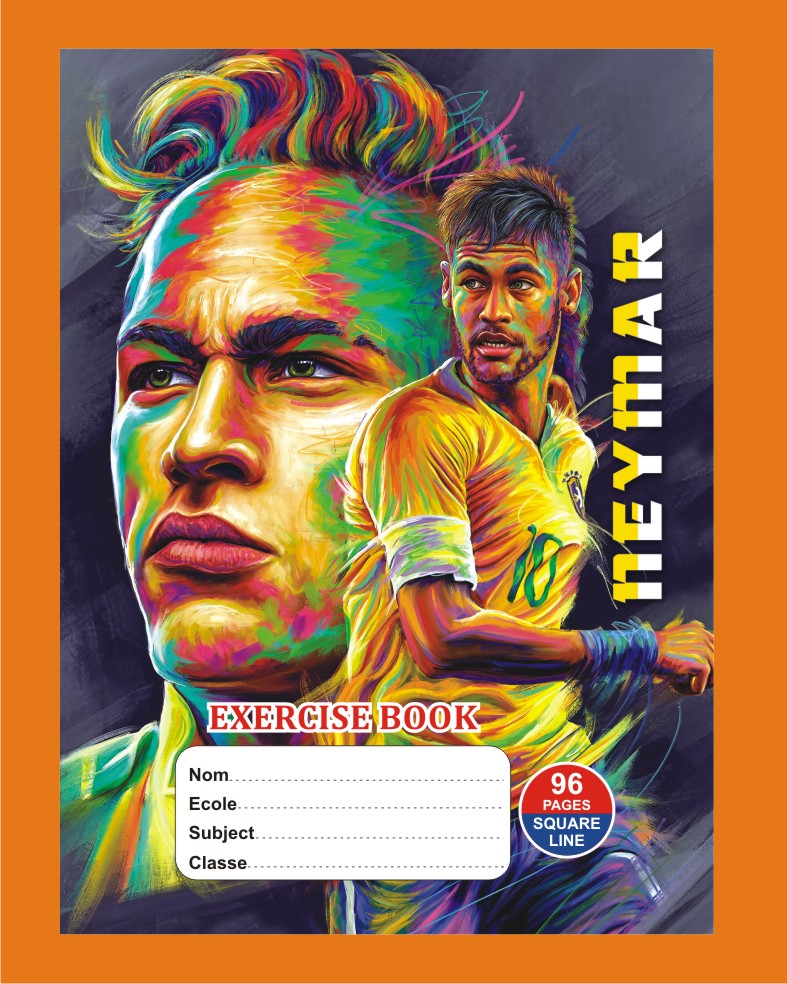 NEYMAR
10
EXERCISE BOOK
Nom
Ecole
Subject
Classe
96
PAGES
SQUARE
LINE